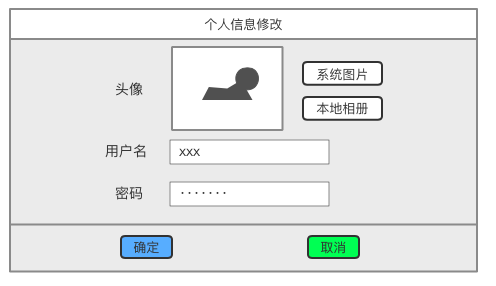 个人信息修改
头像
系统图片
本地相册
用户名 xxx
密码 .......
确定 取消